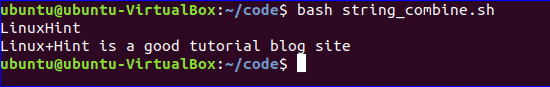 ubuntu@ubuntu-VirtualBox:~/code$ bash string_combine.sh
LinuxHint
Linux+Hint is a good tutorial blog site
ubuntu@ubuntu-VirtualBox:~/code$